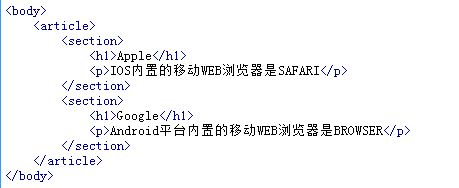 <body>
    <article>
        <section>
            <h1>Apple</h1>
            <p>IOS内置的移动WEB浏览器是SAFARI</p>
        </section>
        <section>
            <h1>Google</h1>
            <p>Android平台内置的移动WEB浏览器是BROWSER</p>
        </section>
    </article>
</body>